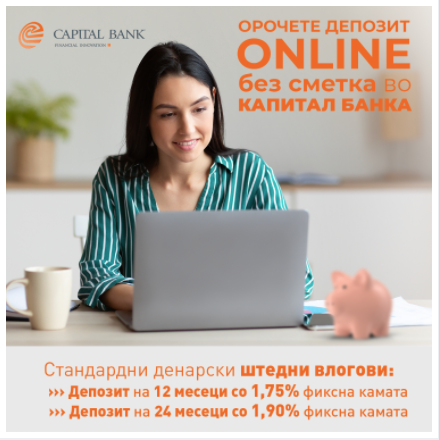 CAPITAL BANK
FINANCIAL INNOVATION
ОРОЧЕТЕ ДЕПОЗИТ
ONLINE
без сметка во
КАПИТАЛ БАНКА
Стандардни денарски штедни влогови:
››› Депозит на 12 месеци со 1,75% фиксна камата
››› Депозит на 24 месеци со 1,90% фиксна камата